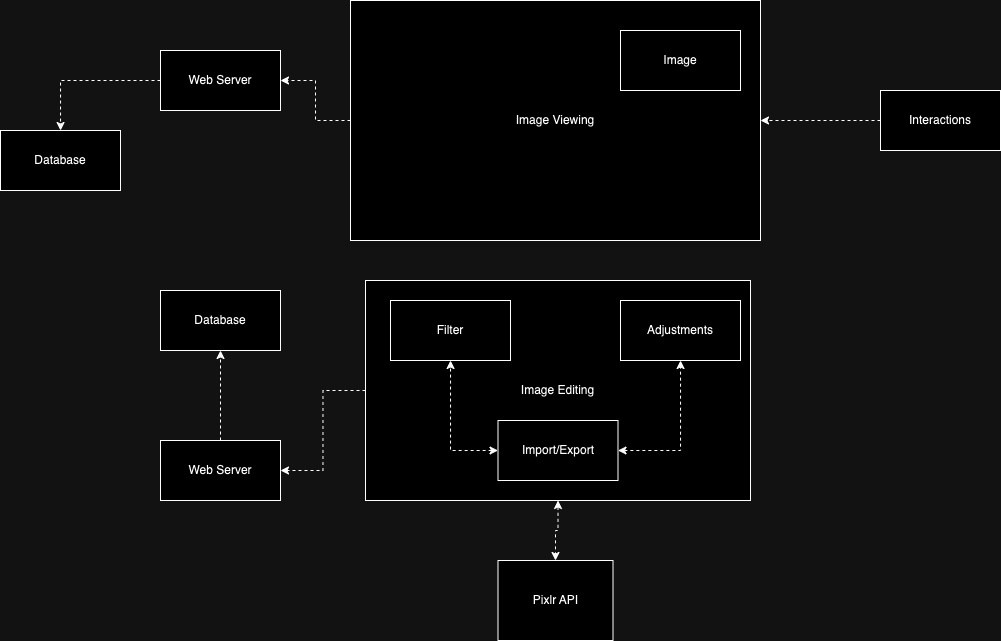 Image
Web Server
Image Viewing
Interactions
Database
Database
Filter
Adjustments
Image Editing
Import/Export
Web Server
Pixlr API